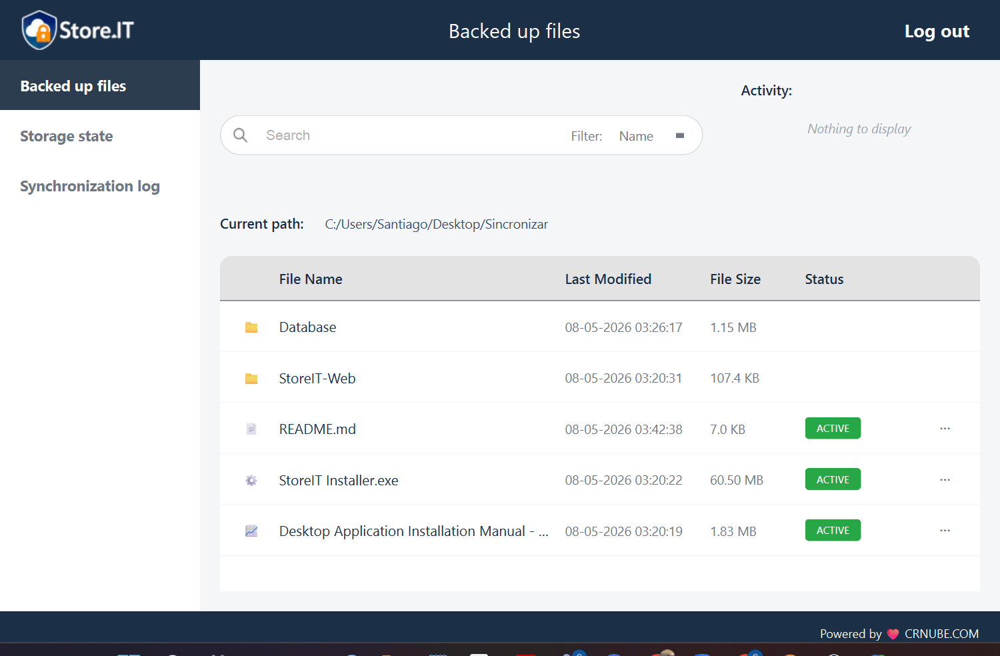 Store.IT
Backed up files
Log out
Backed up files
Storage state
Synchronization log
Activity:
Nothing to display
Search
Filter: Name
Current path: C:/Users/Santiago/Desktop/Sincronizar
File Name Last Modified File Size Status
Database 08-05-2026 03:26:17 1.15 MB
StoreIT-Web 08-05-2026 03:20:31 107.4 KB
README.md 08-05-2026 03:42:38 7.0 KB ACTIVE ...
StoreIT Installer.exe 08-05-2026 03:20:22 60.50 MB ACTIVE ...
Desktop Application Installation Manual - ... 08-05-2026 03:20:19 1.83 MB ACTIVE ...
Powered by ❤ CRNUBE.COM